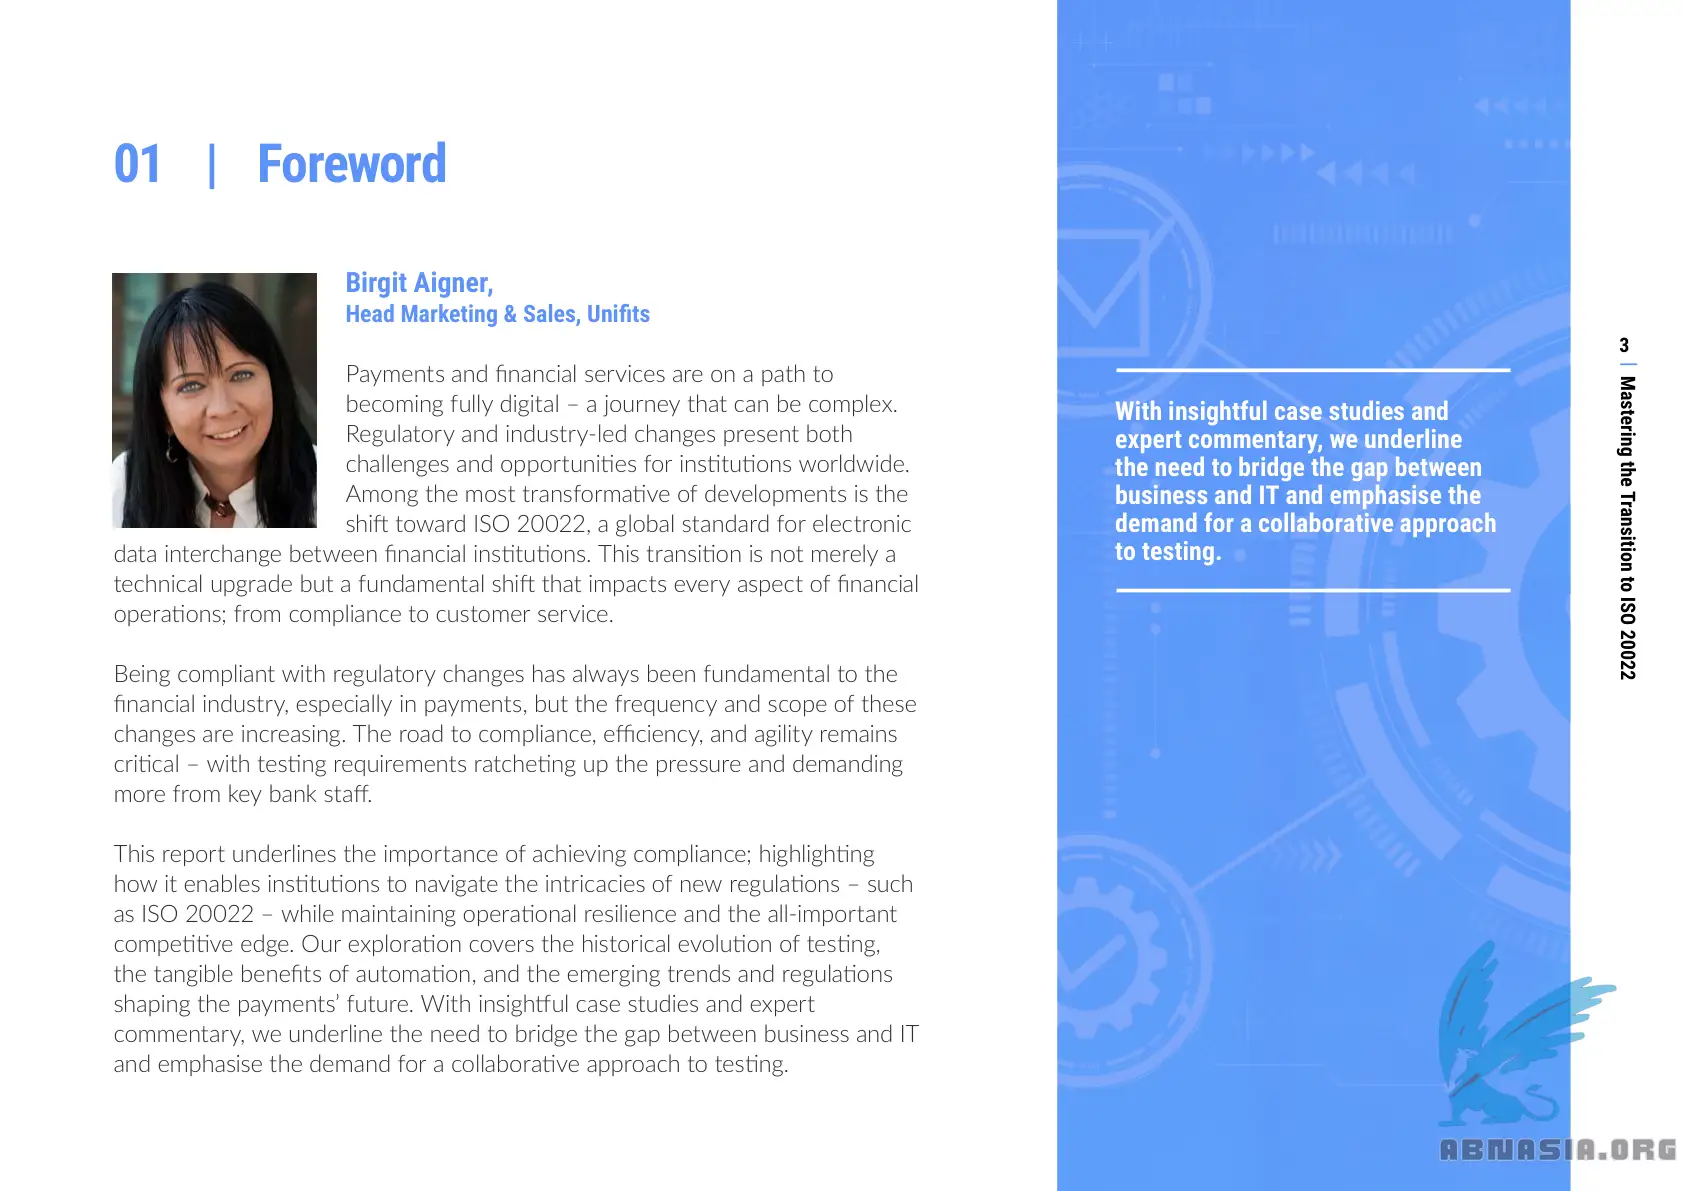 01 | Foreword
Birgit Aigner,
Head Marketing & Sales, Unifits
Payments and financial services are on a path to
becoming fully digital – a journey that can be complex.
Regulatory and industry-led changes present both
challenges and opportunities for institutions worldwide.
Among the most transformative of developments is the
shift toward ISO 20022, a global standard for electronic
data interchange between financial institutions. This transition is not merely a
technical upgrade but a fundamental shift that impacts every aspect of financial
operations; from compliance to customer service.
Being compliant with regulatory changes has always been fundamental to the
financial industry, especially in payments, but the frequency and scope of these
changes are increasing. The road to compliance, efficiency, and agility remains
critical – with testing requirements ratcheting up the pressure and demanding
more from key bank staff.
This report underlines the importance of achieving compliance; highlighting
how it enables institutions to navigate the intricacies of new regulations – such
as ISO 20022 – while maintaining operational resilience and the all-important
competitive edge. Our exploration covers the historical evolution of testing,
the tangible benefits of automation, and the emerging trends and regulations
shaping the payments’ future. With insightful case studies and expert
commentary, we underline the need to bridge the gap between business and IT
and emphasise the demand for a collaborative approach to testing.
With insightful case studies and
expert commentary, we underline
the need to bridge the gap between
business and IT and emphasise the
demand for a collaborative approach
to testing.
3 | Mastering the Transition to ISO 20022
ABNASIA.ORG